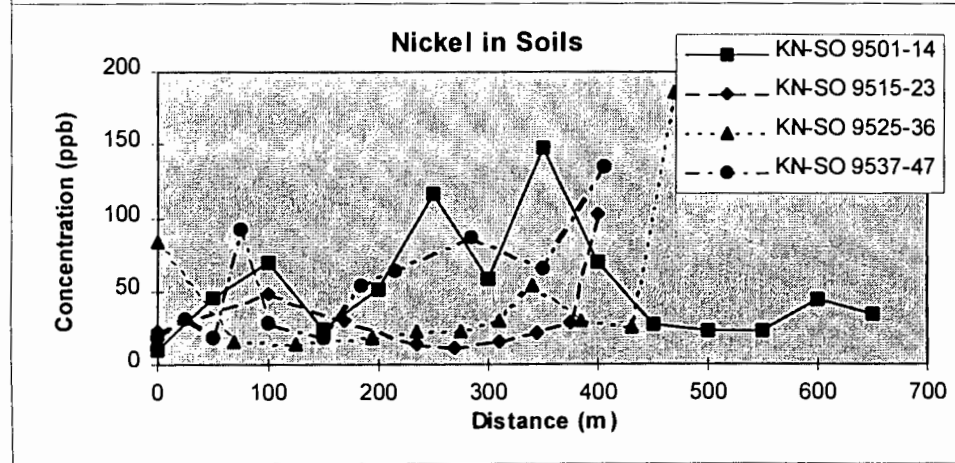 Nickel in Soils
KN-SO 9501-14
KN-SO 9515-23
KN-SO 9525-36
KN-SO 9537-47
Concentration (ppb)
200
150
100
50
0
0 100 200 300 400 500 600 700
Distance (m)